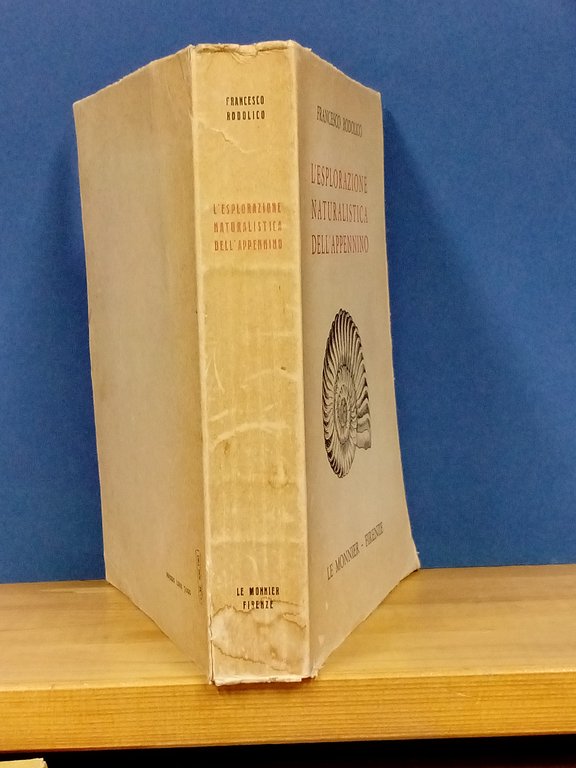 FRANCESCO
RODOLICO
L'ESPLORAZIONE
NATURALISTICA
DELL'APPENNINO
LE MONNIER
FIRENZE
FRANCESCO RODOLICO
L'ESPLORAZIONE
NATURALISTICA
DELL'APPENNINO
LE MONNIER - FIRENZE